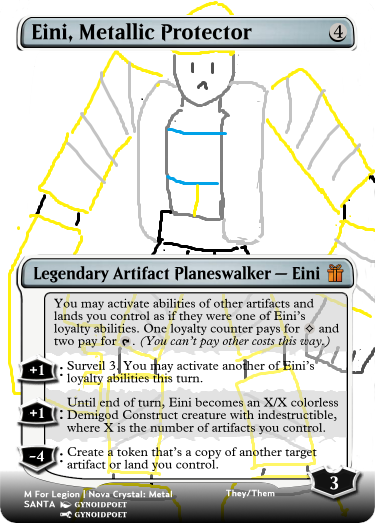 Eini, Metallic Protector 4
Legendary Artifact Planeswalker — Eini
You may activate abilities of other artifacts and
lands you control as if they were one of Eini's
loyalty abilities. One loyalty counter pays for and
two pay for . (You can't pay other costs this way.)
+1 : Surveil 3. You may activate another of Eini's
loyalty abilities this turn.
Until end of turn, Eini becomes an X/X colorless
+1 : Demigod Construct creature with indestructible,
where X is the number of artifacts you control.
−4 : Create a token that's a copy of another target
artifact or land you control.
3
M For Legion | Nova Crystal: Metal They/Them
SANTA GYNOIDPOET
GYNOIDPOET